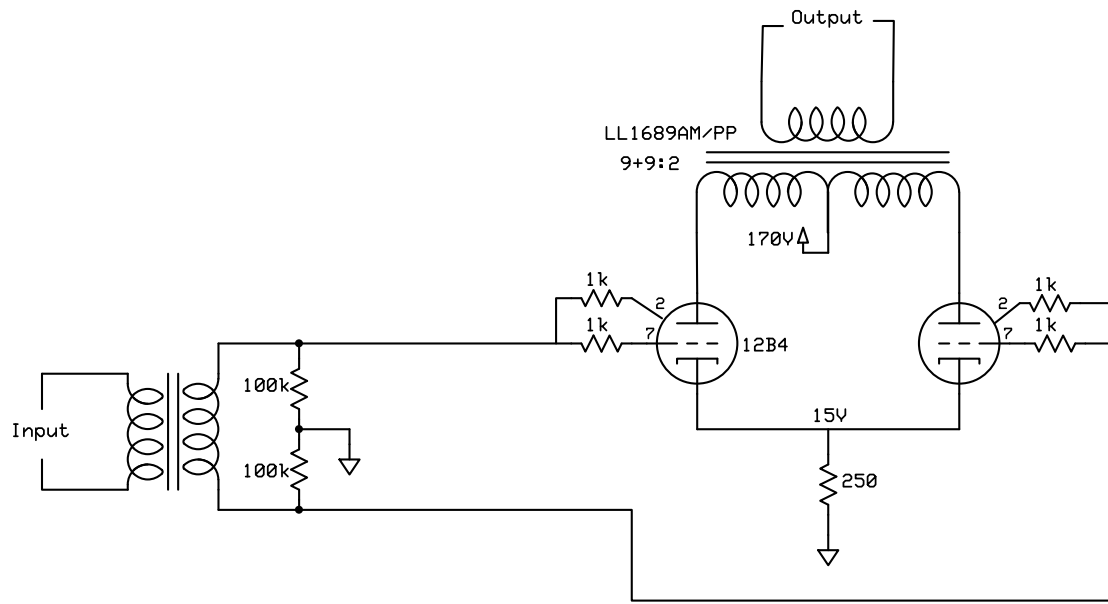 Output
LL1689AM/PP
9+9:2
170V
1k
2
1k
7
12B4
1k
2
1k
7
100k
15V
Input
100k
250